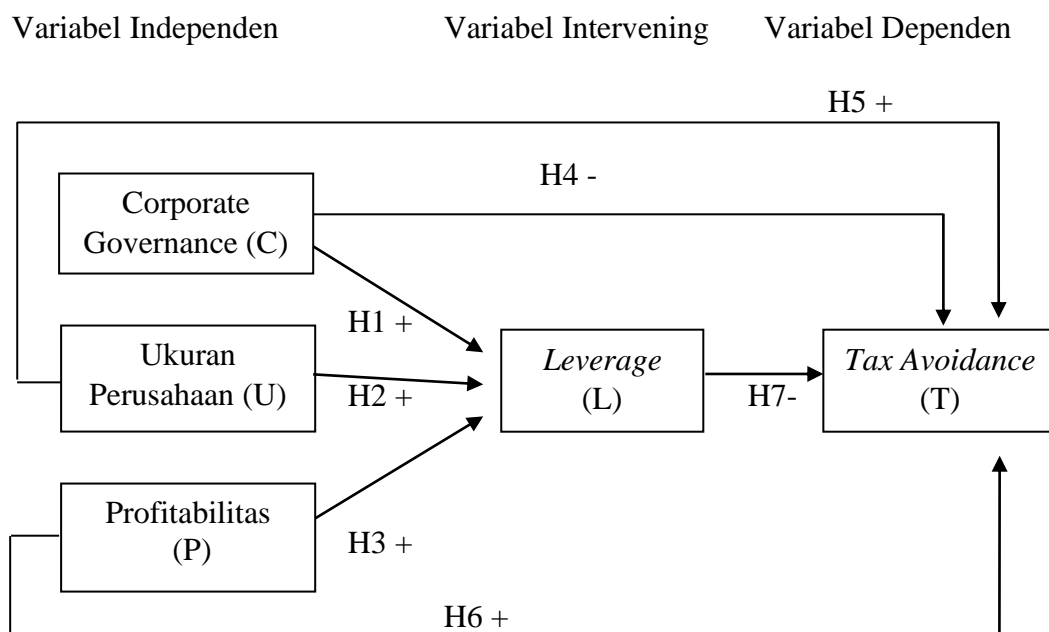 Variabel Independen
Variabel Intervening
Variabel Dependen
H5 +
H4 -
Corporate
Governance (C)
H1 +
Ukuran
Perusahaan (U)
H2 +
Leverage
(L)
H7-
Tax Avoidance
(T)
Profitabilitas
(P)
H3 +
H6 +